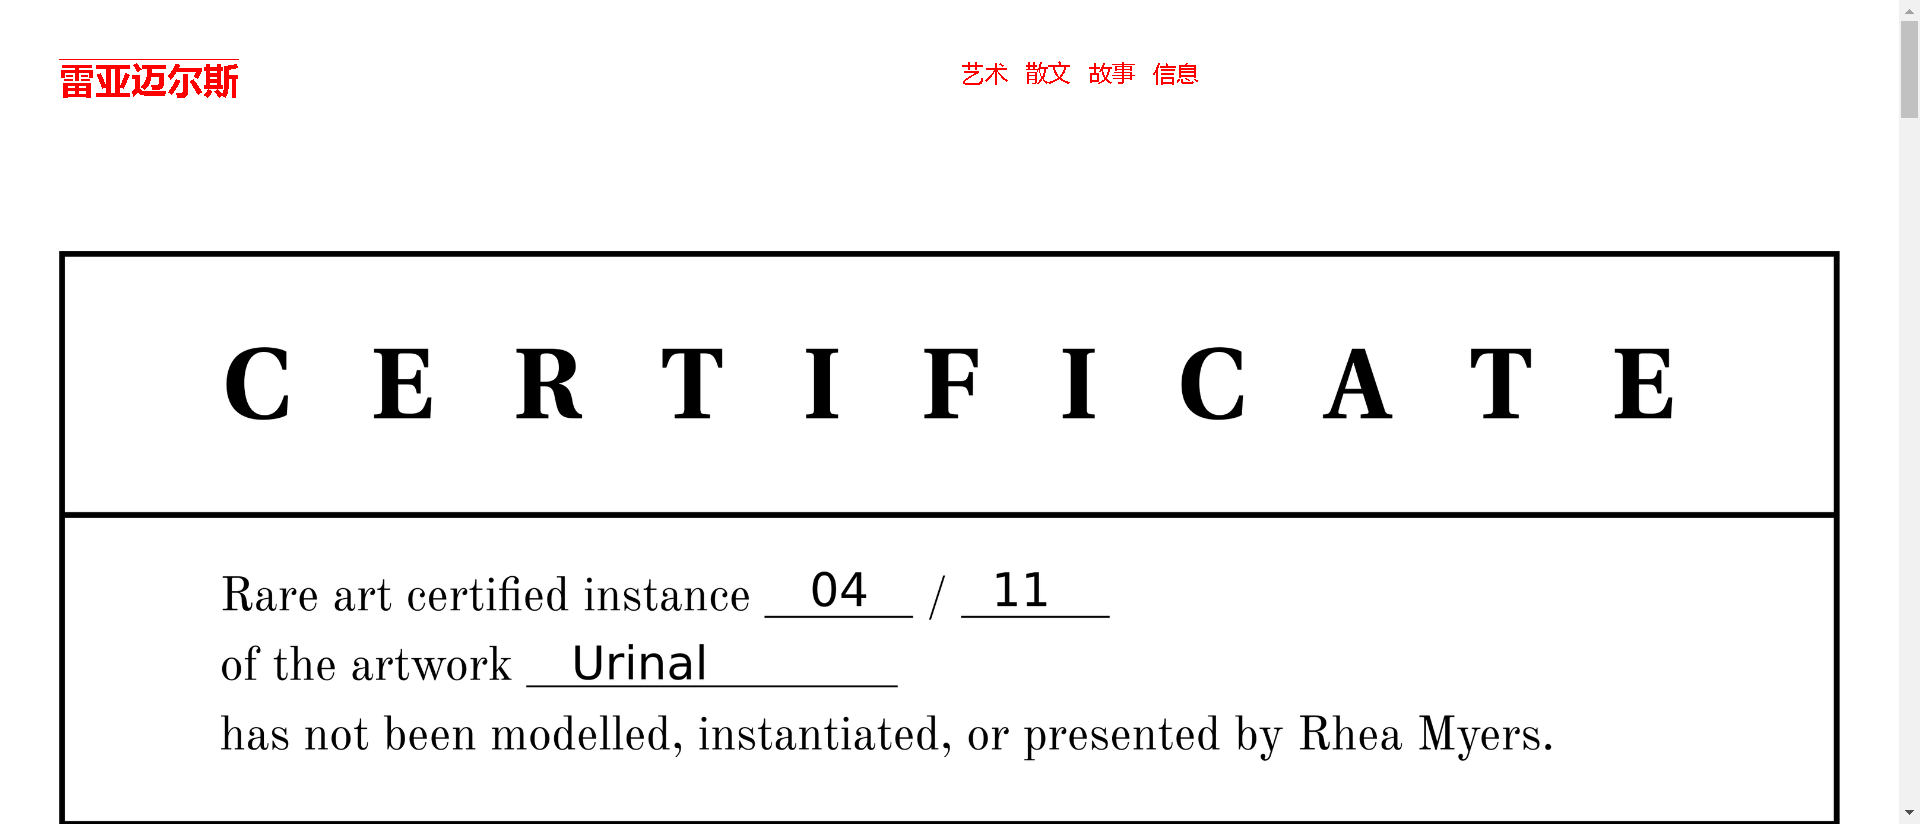 雷亚迈尔斯
艺术 散文 故事 信息
CERTIFICATE
Rare art certified instance 04 / 11
of the artwork Urinal
has not been modelled, instantiated, or presented by Rhea Myers.